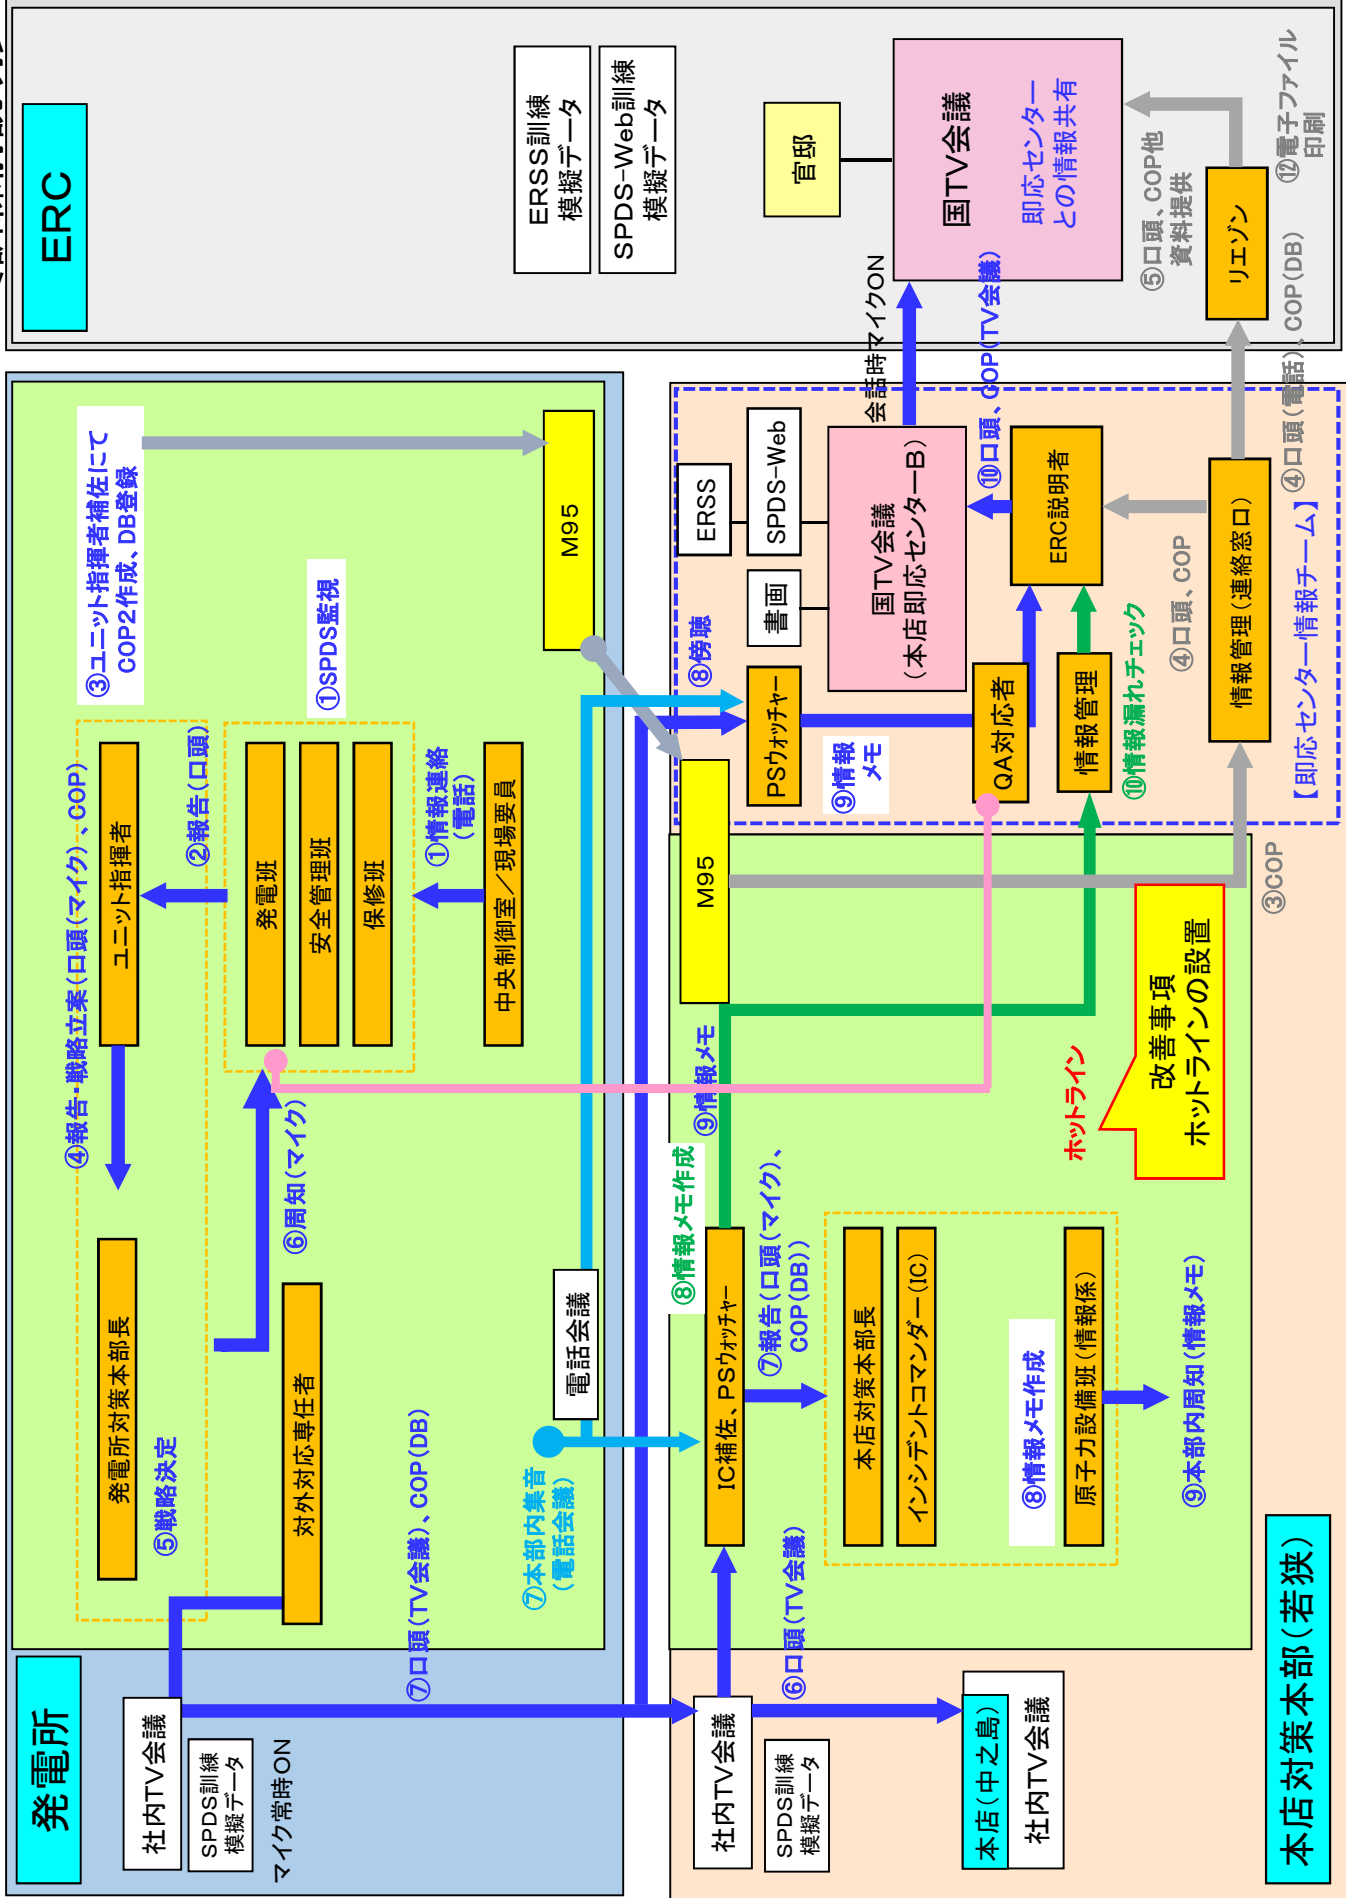 発電所
社内TV会議
SPDS訓練
模擬データ
マイク常時ON
④報告・戦略立案(口頭(マイク)、COP)
発電所対策本部長
ユニット指揮者
⑤戦略決定
②報告(口頭)
③ユニット指揮者補佐にて
COP2作成、DB登録
対外対応専任者
⑥周知(マイク)
発電班
安全管理班
保修班
①SPDS監視
①情報連絡
(電話)
中央制御室/現場要員
M95
⑦口頭(TV会議)、COP(DB)
⑦本部内集音
(電話会議)
電話会議
ERC
ERSS訓練
模擬データ
SPDS-Web訓練
模擬データ
官邸
国TV会議
即応センター
との情報共有
会話時マイクON
⑩口頭、COP(TV会議)
⑤口頭、COP他
資料提供
リエゾン
⑫電子ファイル
印刷
④口頭(電話)、COP(DB)
本店対策本部(若狭)
社内TV会議
SPDS訓練
模擬データ
⑥口頭(TV会議)
本店(中之島)
社内TV会議
⑧情報メモ作成
⑨情報メモ
IC補佐、PSウォッチャー
⑦報告(口頭(マイク)、
COP(DB))
本店対策本部長
インシデントコマンダー(IC)
⑧情報メモ作成
原子力設備班(情報係)
⑨本部内周知(情報メモ)
ホットライン
改善事項
ホットラインの設置
M95
③COP
⑧傍聴
ERSS
SPDS-Web
書画
PSウォッチャー
⑨情報
メモ
国TV会議
(本店即応センターB)
QA対応者
ERC説明者
情報管理
⑩情報漏れチェック
④口頭、COP
情報管理(連絡窓口)
【即応センター情報チーム】